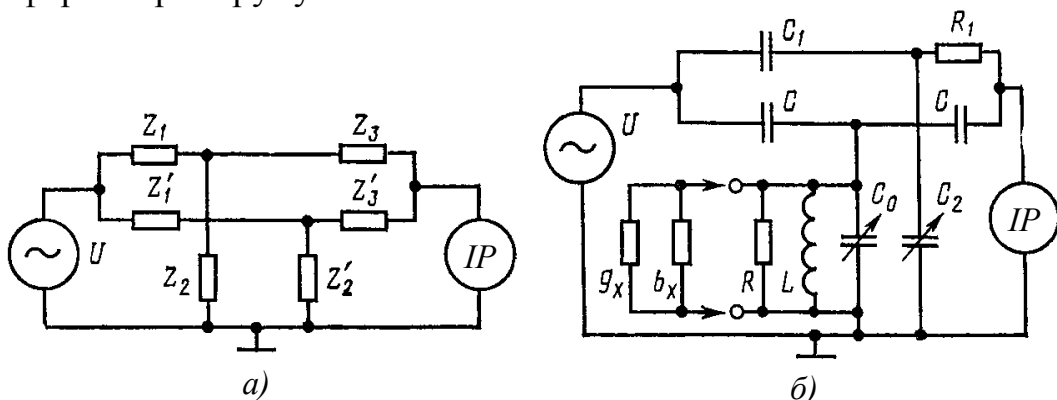 C₁
R₁
U
C
C
Z₁
Z₃
Z₁′
Z₃′
U
Z₂
Z₂′
IP
gₓ
bₓ
R
L
C₀
C₂
IP
а)
б)